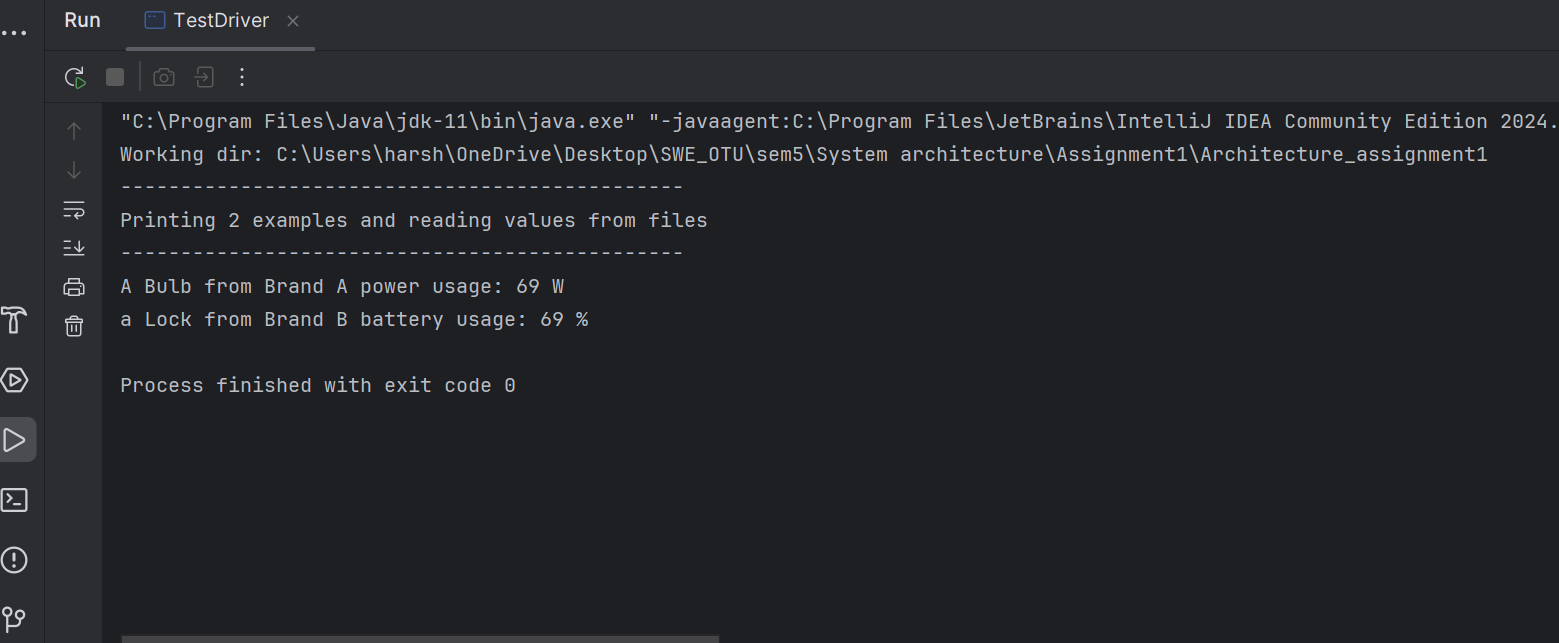 Run TestDriver
"C:\Program Files\Java\jdk-11\bin\java.exe" "-javaagent:C:\Program Files\JetBrains\IntelliJ IDEA Community Edition 2024.
Working dir: C:\Users\harsh\OneDrive\Desktop\SWE_OTU\sem5\System architecture\Assignment1\Architecture_assignment1
-----------------------------------------------
Printing 2 examples and reading values from files
-----------------------------------------------
A Bulb from Brand A power usage: 69 W
a Lock from Brand B battery usage: 69 %
Process finished with exit code 0